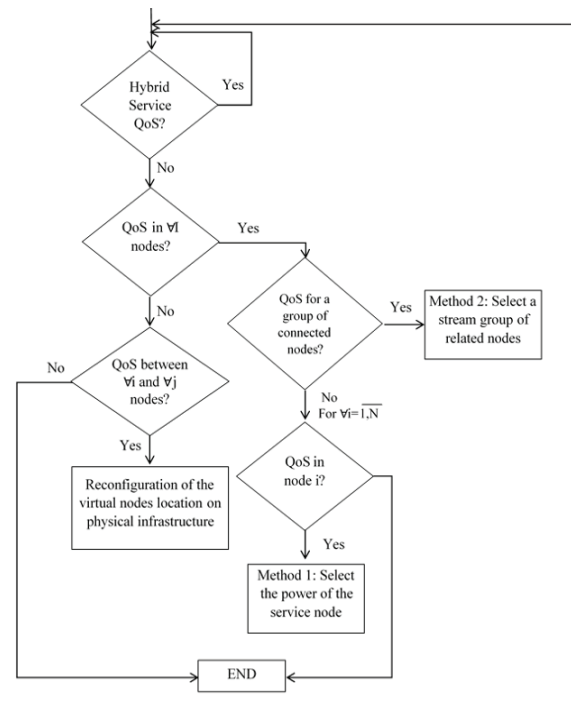 Hybrid
Service
QoS?
Yes
No
QoS in ∀I
nodes?
Yes
No
QoS for a
group of
connected
nodes?
Yes
Method 2: Select a
stream group of
related nodes
No
QoS between
∀i and ∀j
nodes?
No
For ∀i=1,N̅
Yes
QoS in
node i?
Reconfiguration of the
virtual nodes location on
physical infrastructure
Yes
Method 1: Select
the power of the
service node
END